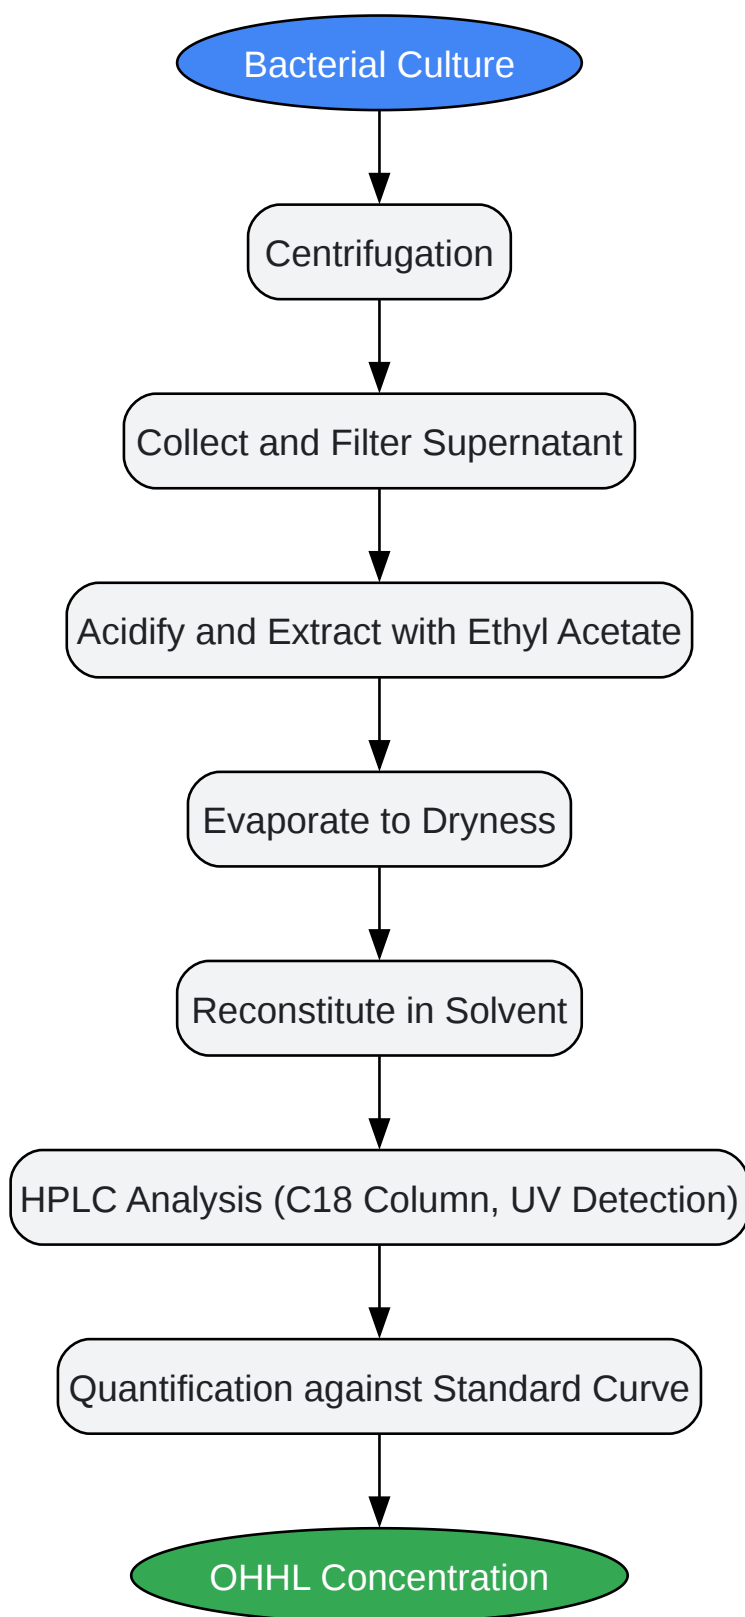 Bacterial Culture
Centrifugation
Collect and Filter Supernatant
Acidify and Extract with Ethyl Acetate
Evaporate to Dryness
Reconstitute in Solvent
HPLC Analysis (C18 Column, UV Detection)
Quantification against Standard Curve
OHHL Concentration